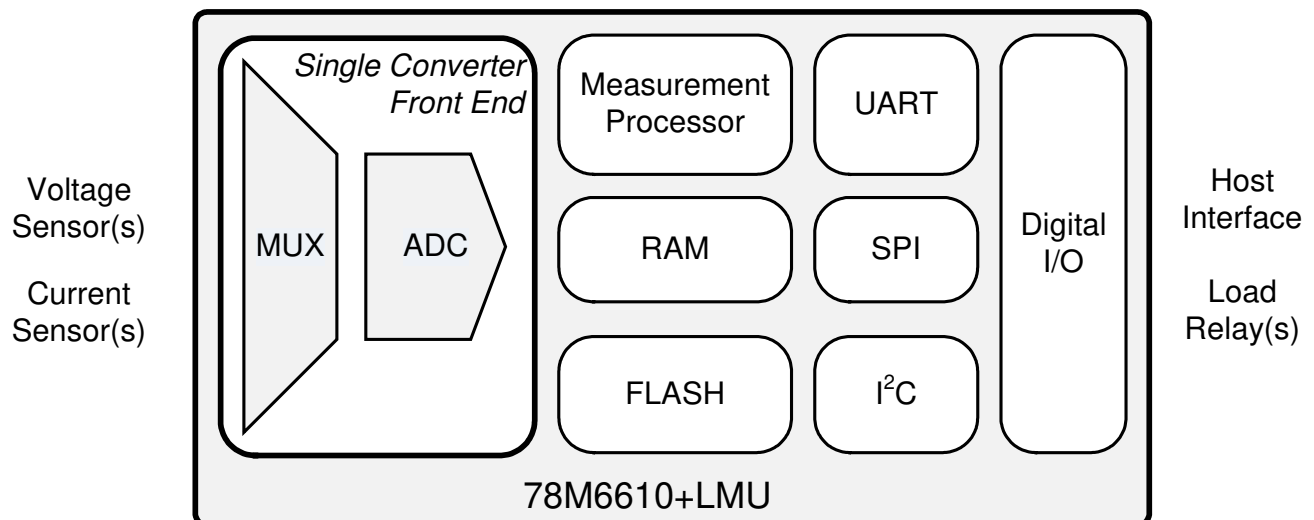 Voltage
Sensor(s)
Current
Sensor(s)
Single Converter
Front End
MUX
ADC
Measurement
Processor
RAM
FLASH
UART
SPI
I²C
Digital
I/O
78M6610+LMU
Host
Interface
Load
Relay(s)